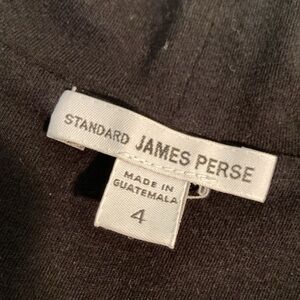 STANDARD JAMES PERSE
MADE IN
GUATEMALA
4